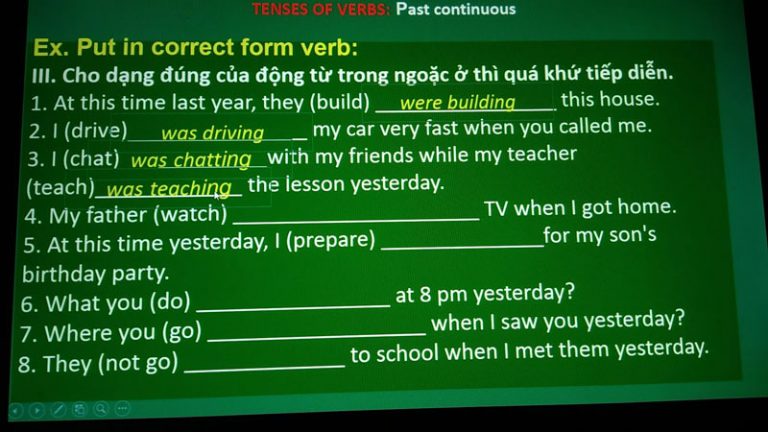 TENSES OF VERBS: Past continuous
Ex. Put in correct form verb:
III. Cho dạng đúng của động từ trong ngoặc ở thì quá khứ tiếp diễn.
1. At this time last year, they (build) were building this house.
2. I (drive) was driving my car very fast when you called me.
3. I (chat) was chatting with my friends while my teacher
(teach) was teaching the lesson yesterday.
4. My father (watch) ____________ TV when I got home.
5. At this time yesterday, I (prepare) ____________ for my son's
birthday party.
6. What you (do) ____________ at 8 pm yesterday?
7. Where you (go) ____________ when I saw you yesterday?
8. They (not go) ____________ to school when I met them yesterday.